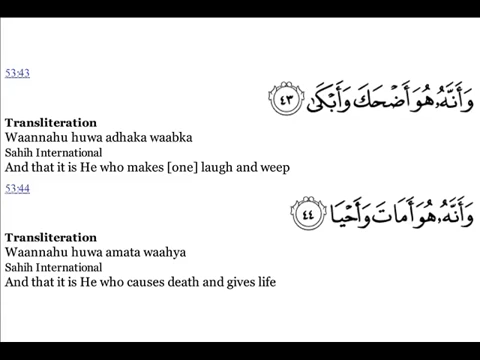 53:43
وَأَنَّهُۥ هُوَ أَضْحَكَ وَأَبْكَىٰ ٤٣
Transliteration
Waannahu huwa adhaka waabka
Sahih International
And that it is He who makes [one] laugh and weep
53:44
وَأَنَّهُۥ هُوَ أَمَاتَ وَأَحْيَا ٤٤
Transliteration
Waannahu huwa amata waahya
Sahih International
And that it is He who causes death and gives life